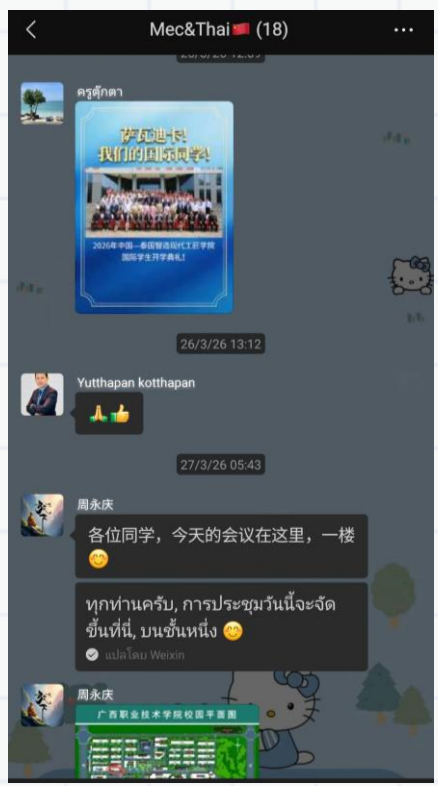 Mec&Thai🇨🇳 (18)
ครูตุ๊กตา
萨瓦迪卡!
我们的国际同学!
2026年中国—泰国智造现代工匠学院
国际学生开学典礼!
26/3/26 13:12
Yutthapan kotthapan
🙏👍
27/3/26 05:43
周永庆
各位同学，今天的会议在这里，一楼
😊
ทุกท่านครับ, การประชุมวันนี้จะจัด
ขึ้นที่นี่, บนชั้นหนึ่ง 😊
แปลโดย Weixin
周永庆
广西职业技术学院校园平面图